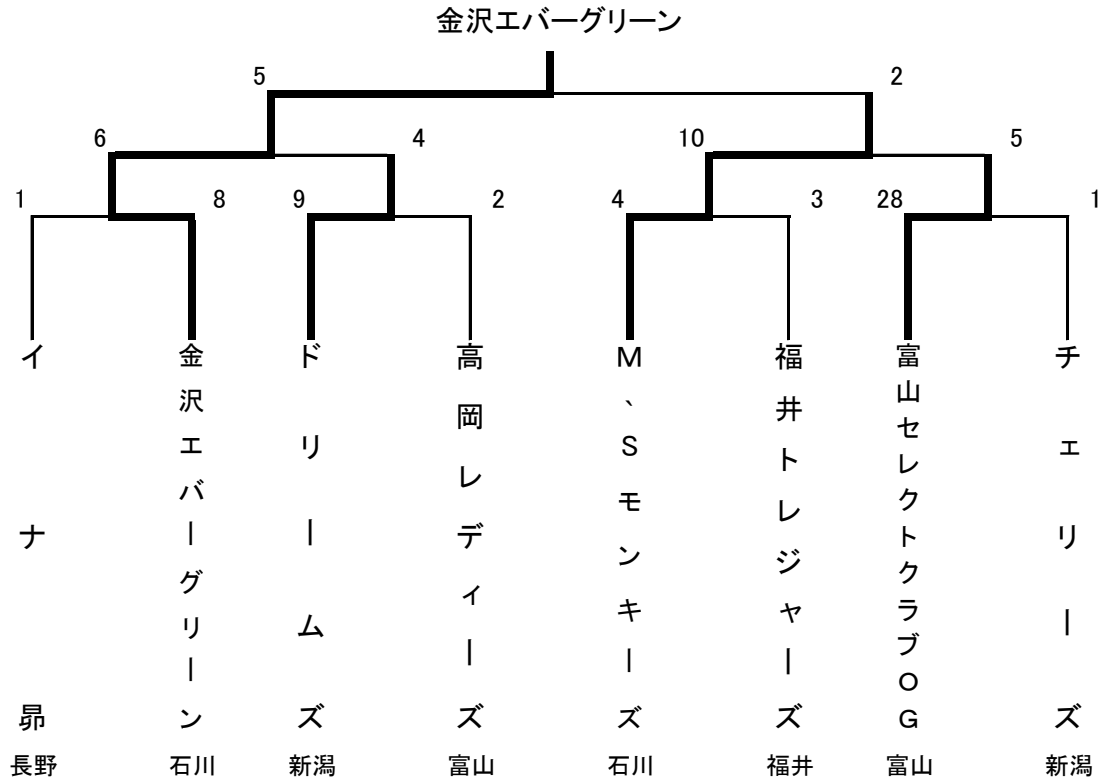 金沢エバーグリーン
5 2
6 4 10 5
1 8 9 2 4 3 28 1
イナ昴
金沢エバーグリーン
ドリームズ
高岡レディーズ
M、Sモンキーズ
福井トレジャーズ
富山セレクトクラブOG
チェリーズ
長野 石川 新潟 富山 石川 福井 富山 新潟